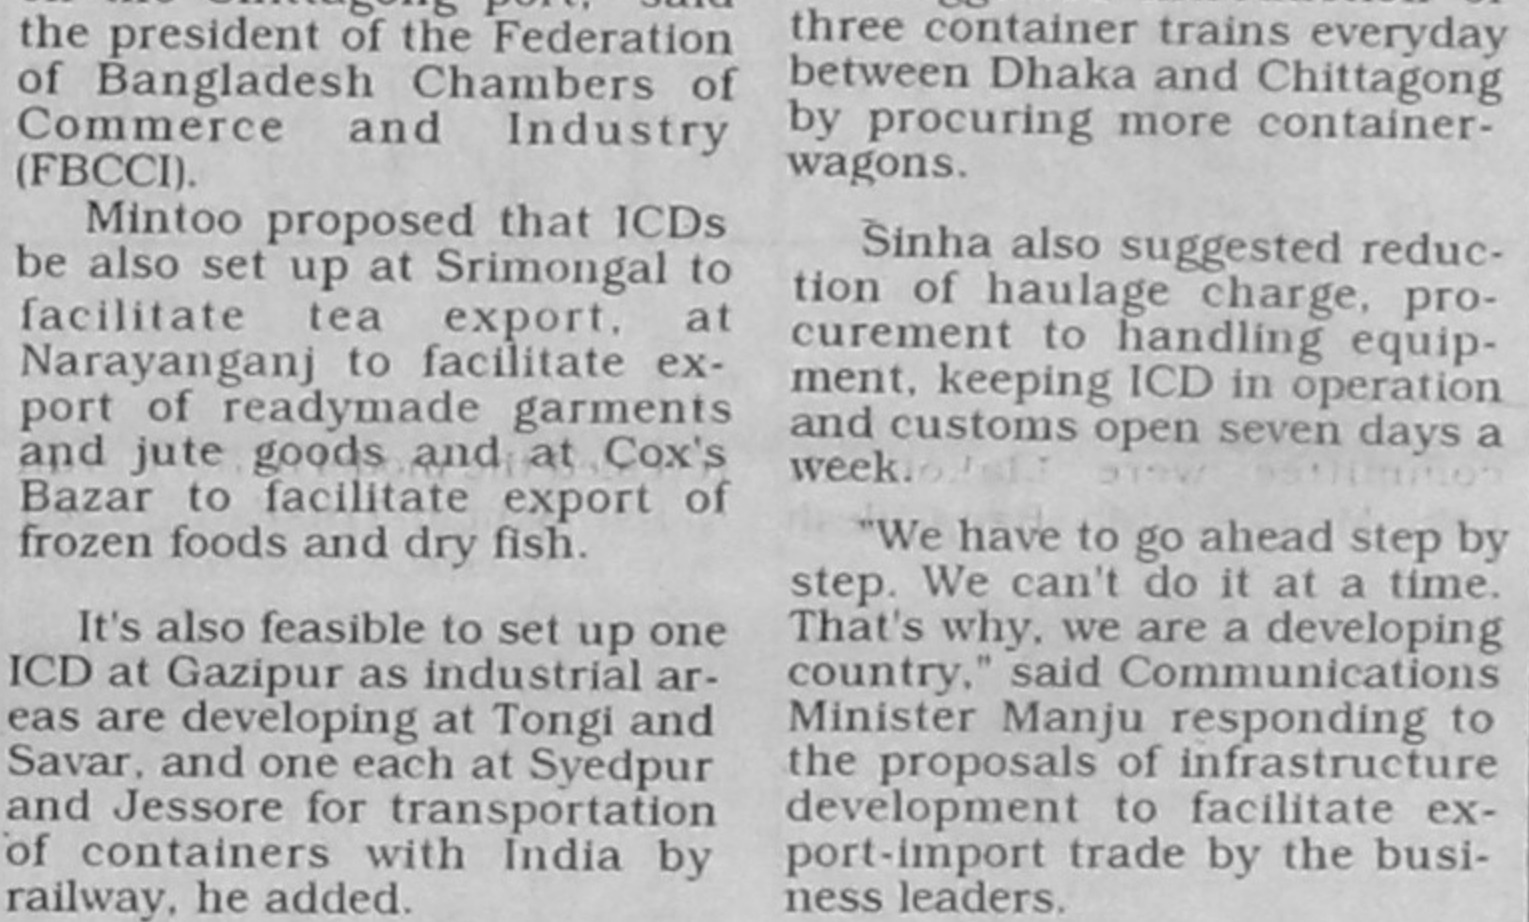 the president of the Federation
of Bangladesh Chambers of
Commerce and Industry
(FBCCI).
Mintoo proposed that ICDs
be also set up at Srimongal to
facilitate tea export, at
Narayanganj to facilitate ex-
port of readymade garments
and jute goods and at Cox's
Bazar to facilitate export of
frozen foods and dry fish.
It's also feasible to set up one
ICD at Gazipur as industrial ar-
eas are developing at Tongi and
Savar, and one each at Syedpur
and Jessore for transportation
of containers with India by
railway, he added.
three container trains everyday
between Dhaka and Chittagong
by procuring more container-
wagons.
Sinha also suggested reduc-
tion of haulage charge, pro-
curement to handling equip-
ment, keeping ICD in operation
and customs open seven days a
week.
"We have to go ahead step by
step. We can't do it at a time.
That's why, we are a developing
country," said Communications
Minister Manju responding to
the proposals of infrastructure
development to facilitate ex-
port-import trade by the busi-
ness leaders.